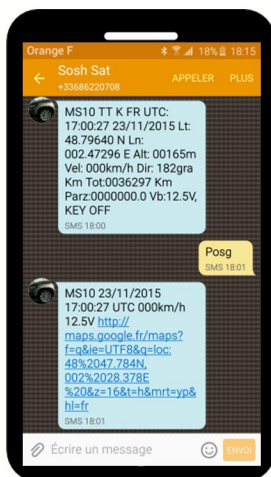 Orange F 18% 18:15
Sosh Sat
+33686220708
APPELER PLUS
MS10 TT K FR UTC:
17:00:27 23/11/2015 Lt:
48.79640 N Ln:
002.47296 E Alt: 00165m
Vel: 000km/h Dir: 182gra
Km Tot:0036297 Km
Parz:0000000.0 Vb:12.5V,
KEY OFF
SMS 18:00
Posg
SMS 18:01
MS10 23/11/2015
17:00:27 UTC 000km/h
12.5V http://
maps.google.fr/maps?
f=q&ie=UTF8&q=loc:
48%2047.784N,
002%2028.378E
%20&z=16&t=h&mrt=yp&
hl=fr
SMS 18:01
Écrire un message
ENVOI